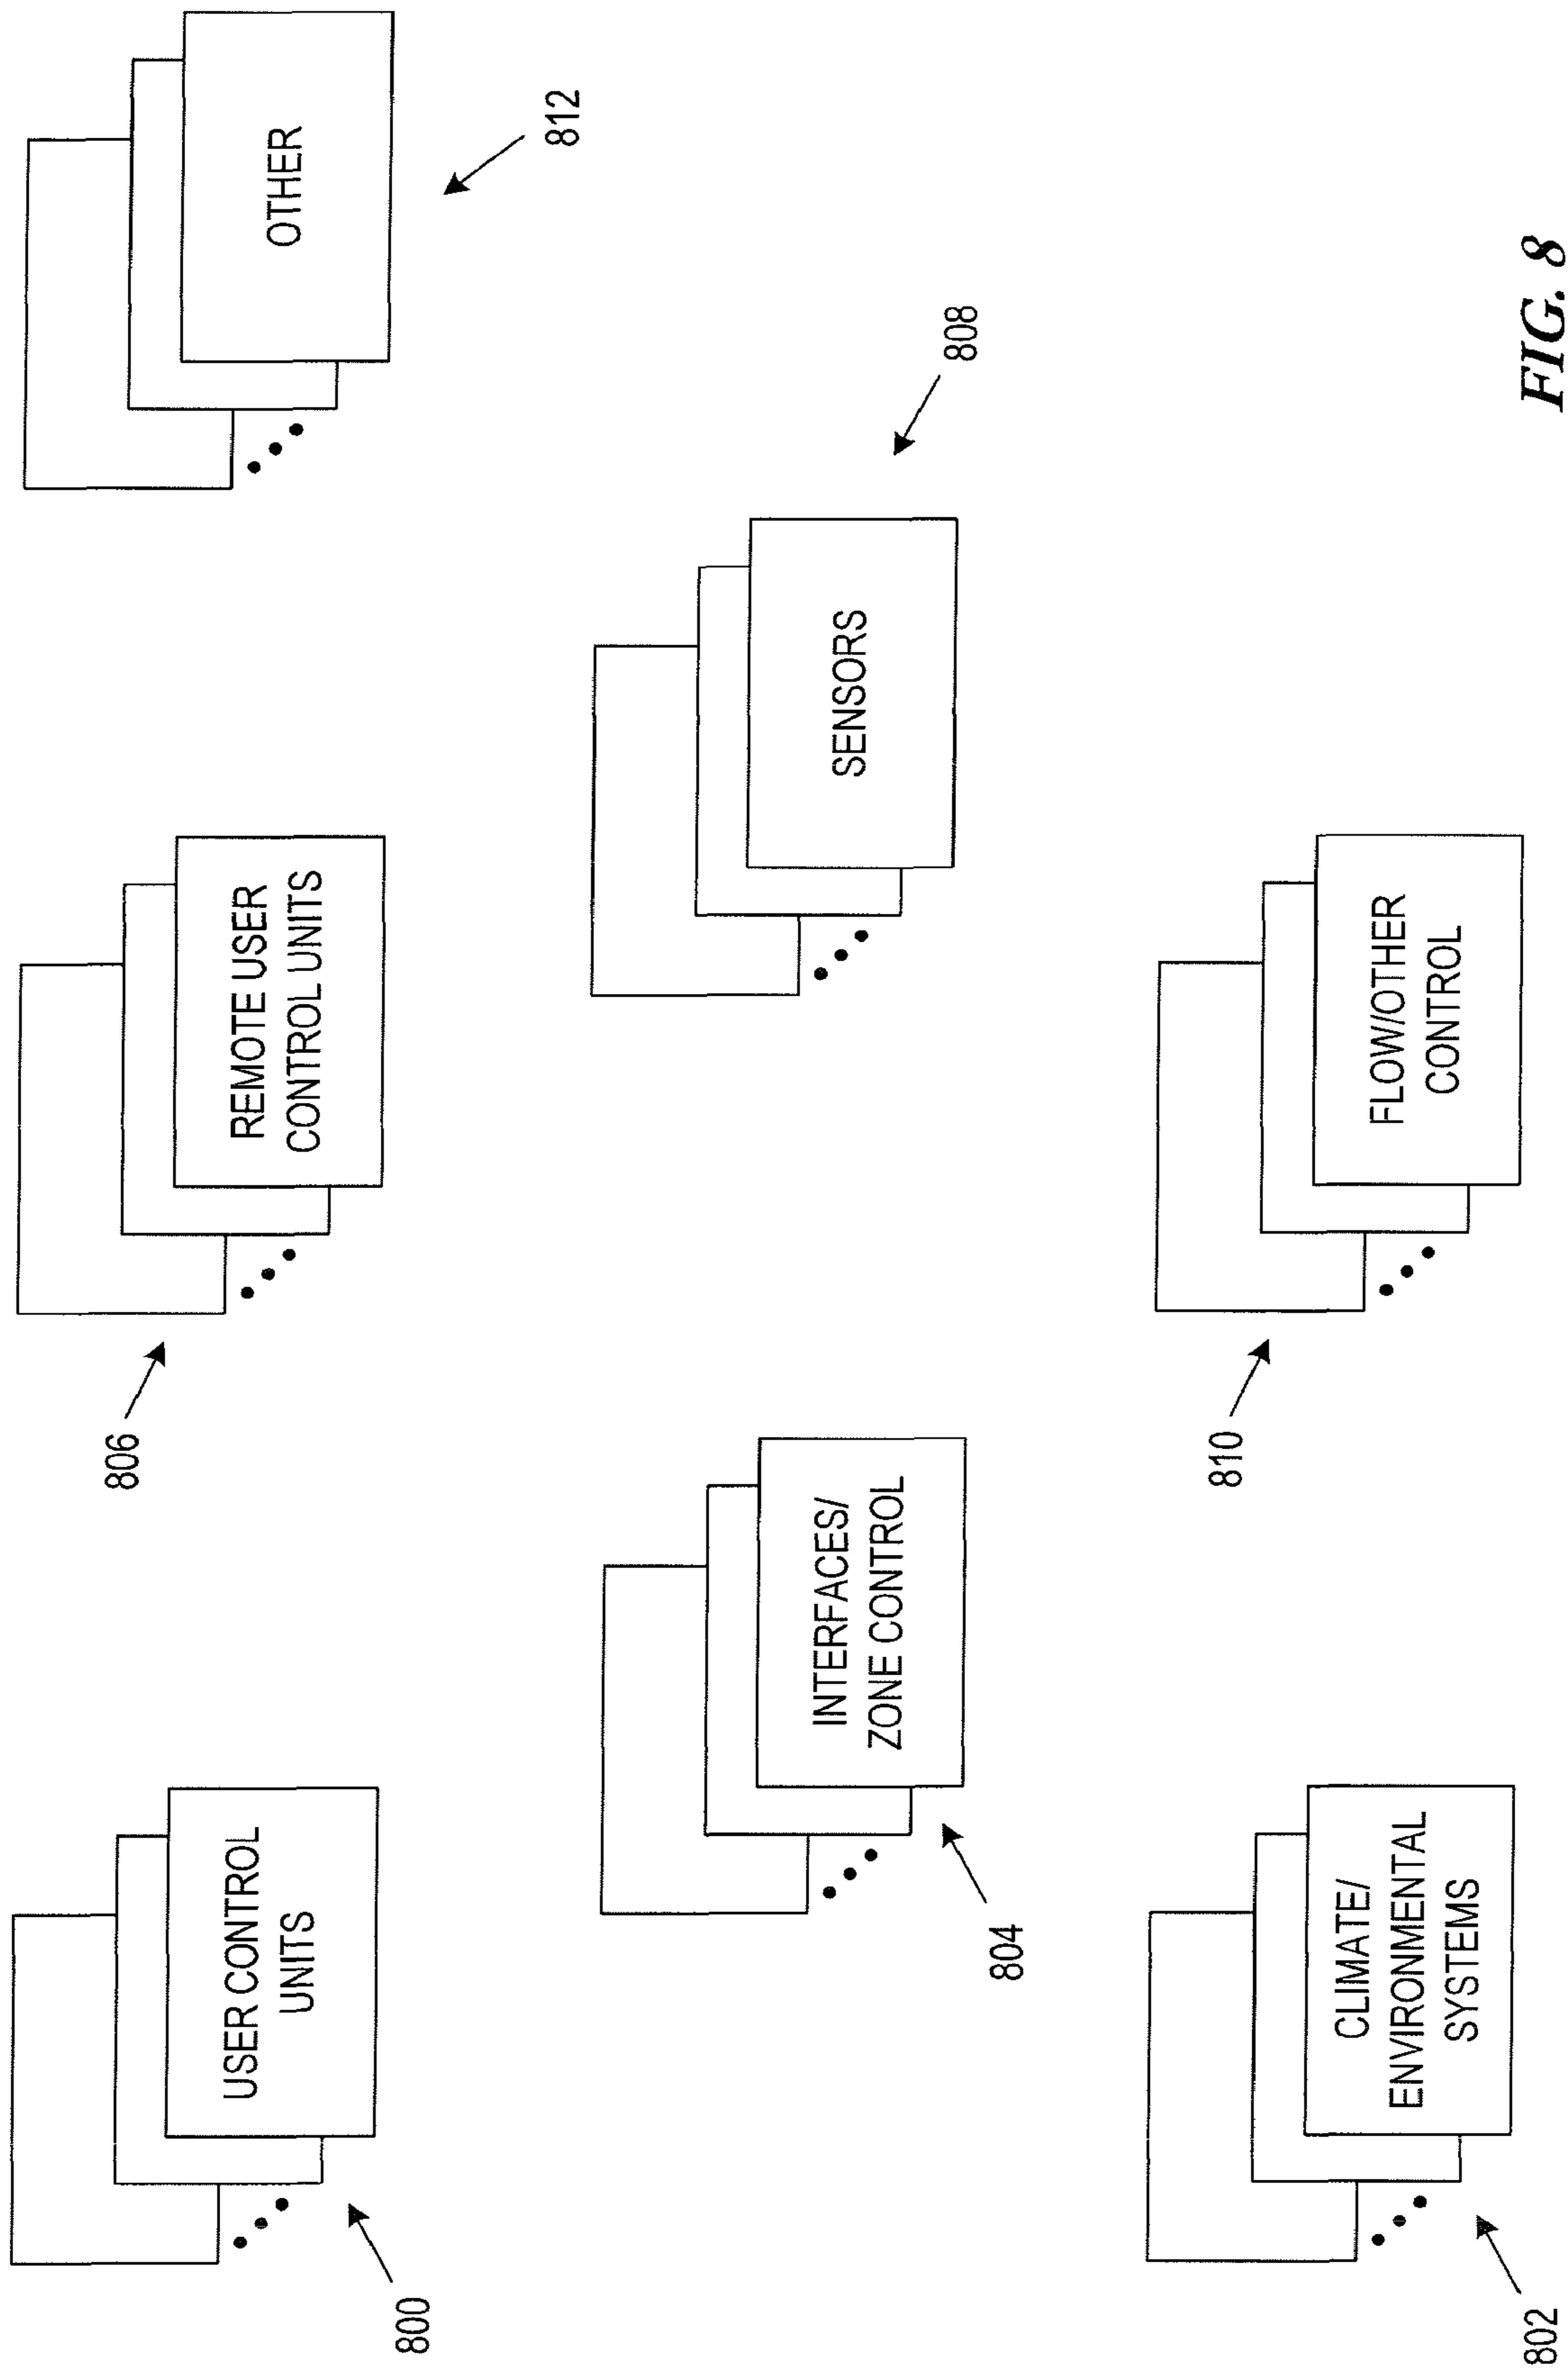 806
USER CONTROL
UNITS
800
REMOTE USER
CONTROL UNITS
OTHER
812
INTERFACES/
ZONE CONTROL
804
SENSORS
808
CLIMATE/
ENVIRONMENTAL
SYSTEMS
802
810
FLOW/OTHER
CONTROL
FIG. 8